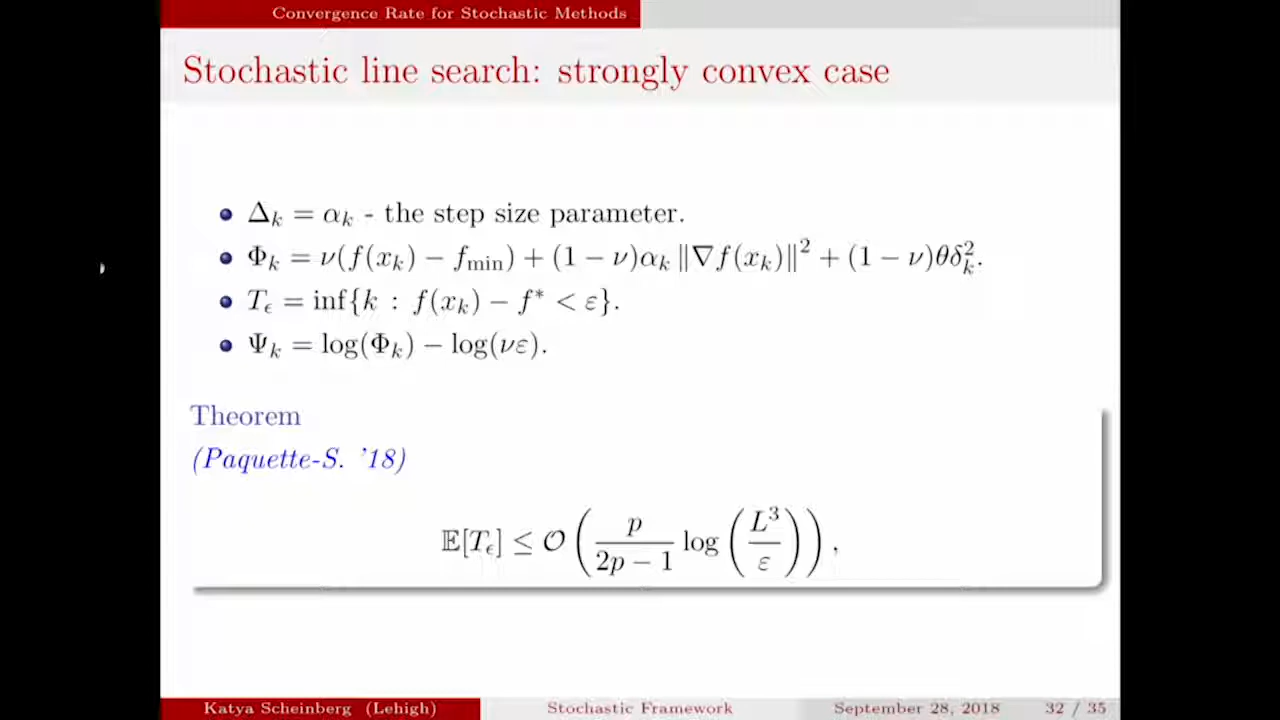 Convergence Rate for Stochastic Methods
Stochastic line search: strongly convex case
Δ_k = α_k - the step size parameter.
Φ_k = ν(f(x_k) − f_min) + (1 − ν)α_k ‖∇f(x_k)‖² + (1 − ν)θδ_k².
T_ϵ = inf{k : f(x_k) − f* < ε}.
Ψ_k = log(Φ_k) − log(νε).
Theorem
(Paquette-S. '18)
𝔼[T_ϵ] ≤ 𝒪 ( p / (2p − 1) log ( L³ / ε ) ) ,
Katya Scheinberg (Lehigh) Stochastic Framework September 28, 2018 32 / 35